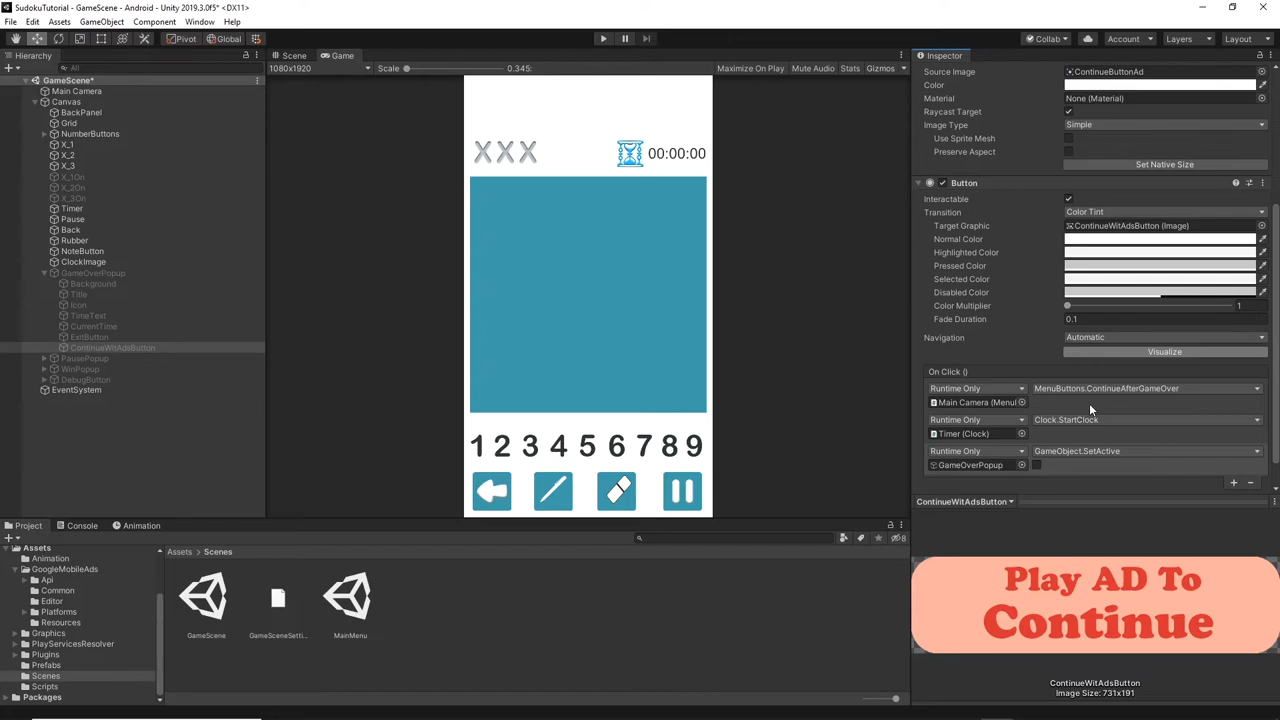 SudokuTutorial - GameScene - Android - Unity 2019.3.0f5* <DX11>
File Edit Assets GameObject Component Window Help
Pivot Global Collab Account Layers Layout
Hierarchy
All
GameScene*
Main Camera
Canvas
BackPanel
Grid
NumberButtons
X_1
X_2
X_3
X_1On
X_2On
X_3On
Timer
Pause
Back
Rubber
NoteButton
ClockImage
GameOverPopup
Background
Title
Icon
TimeText
CurrentTime
ExitButton
ContinueWitAdsButton
PausePopup
WinPopup
DebugButton
EventSystem
Scene Game
1080x1920 Scale 0.345: Maximize On Play Mute Audio Stats Gizmos
X X X 00:00:00
1 2 3 4 5 6 7 8 9
Inspector
Source Image ContinueButtonAd
Color
Material None (Material)
Raycast Target
Image Type Simple
Use Sprite Mesh
Preserve Aspect
Set Native Size
Button
Interactable
Transition Color Tint
Target Graphic ContinueWitAdsButton (Image)
Normal Color
Highlighted Color
Pressed Color
Selected Color
Disabled Color
Color Multiplier 1
Fade Duration 0.1
Navigation Automatic
Visualize
On Click ()
Runtime Only MenuButtons.ContinueAfterGameOver
Main Camera (Menul
Runtime Only Clock.StartClock
Timer (Clock)
Runtime Only GameObject.SetActive
GameOverPopup
ContinueWitAdsButton
Play AD To
Continue
ContinueWitAdsButton
Image Size: 731x191
Project Console Animation
8
Assets
Animation
GoogleMobileAds
Api
Common
Editor
Platforms
Resources
Graphics
PlayServicesResolver
Plugins
Prefabs
Scenes
Scripts
Packages
Assets Scenes
GameScene GameSceneSetti... MainMenu